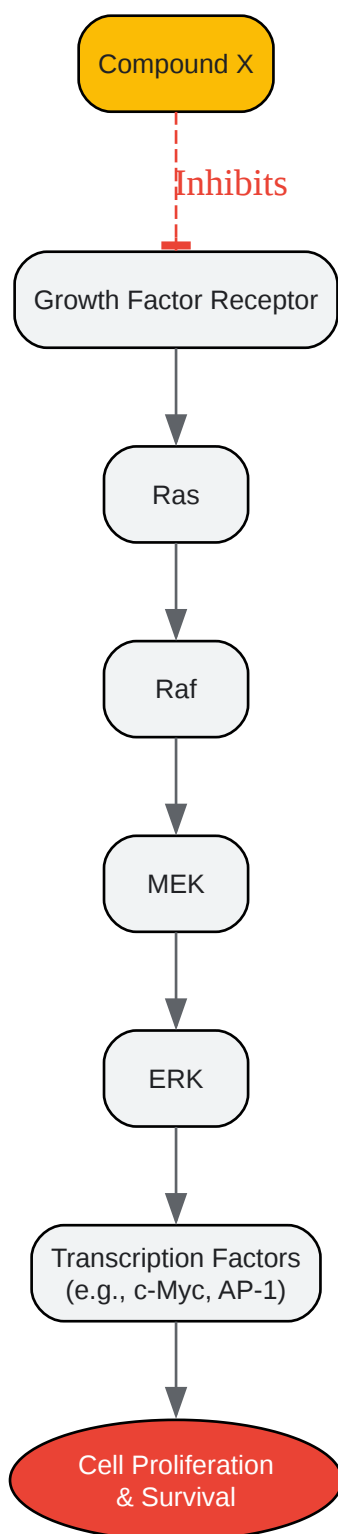 Compound X
Inhibits
Growth Factor Receptor
Ras
Raf
MEK
ERK
Transcription Factors
(e.g., c-Myc, AP-1)
Cell Proliferation
& Survival